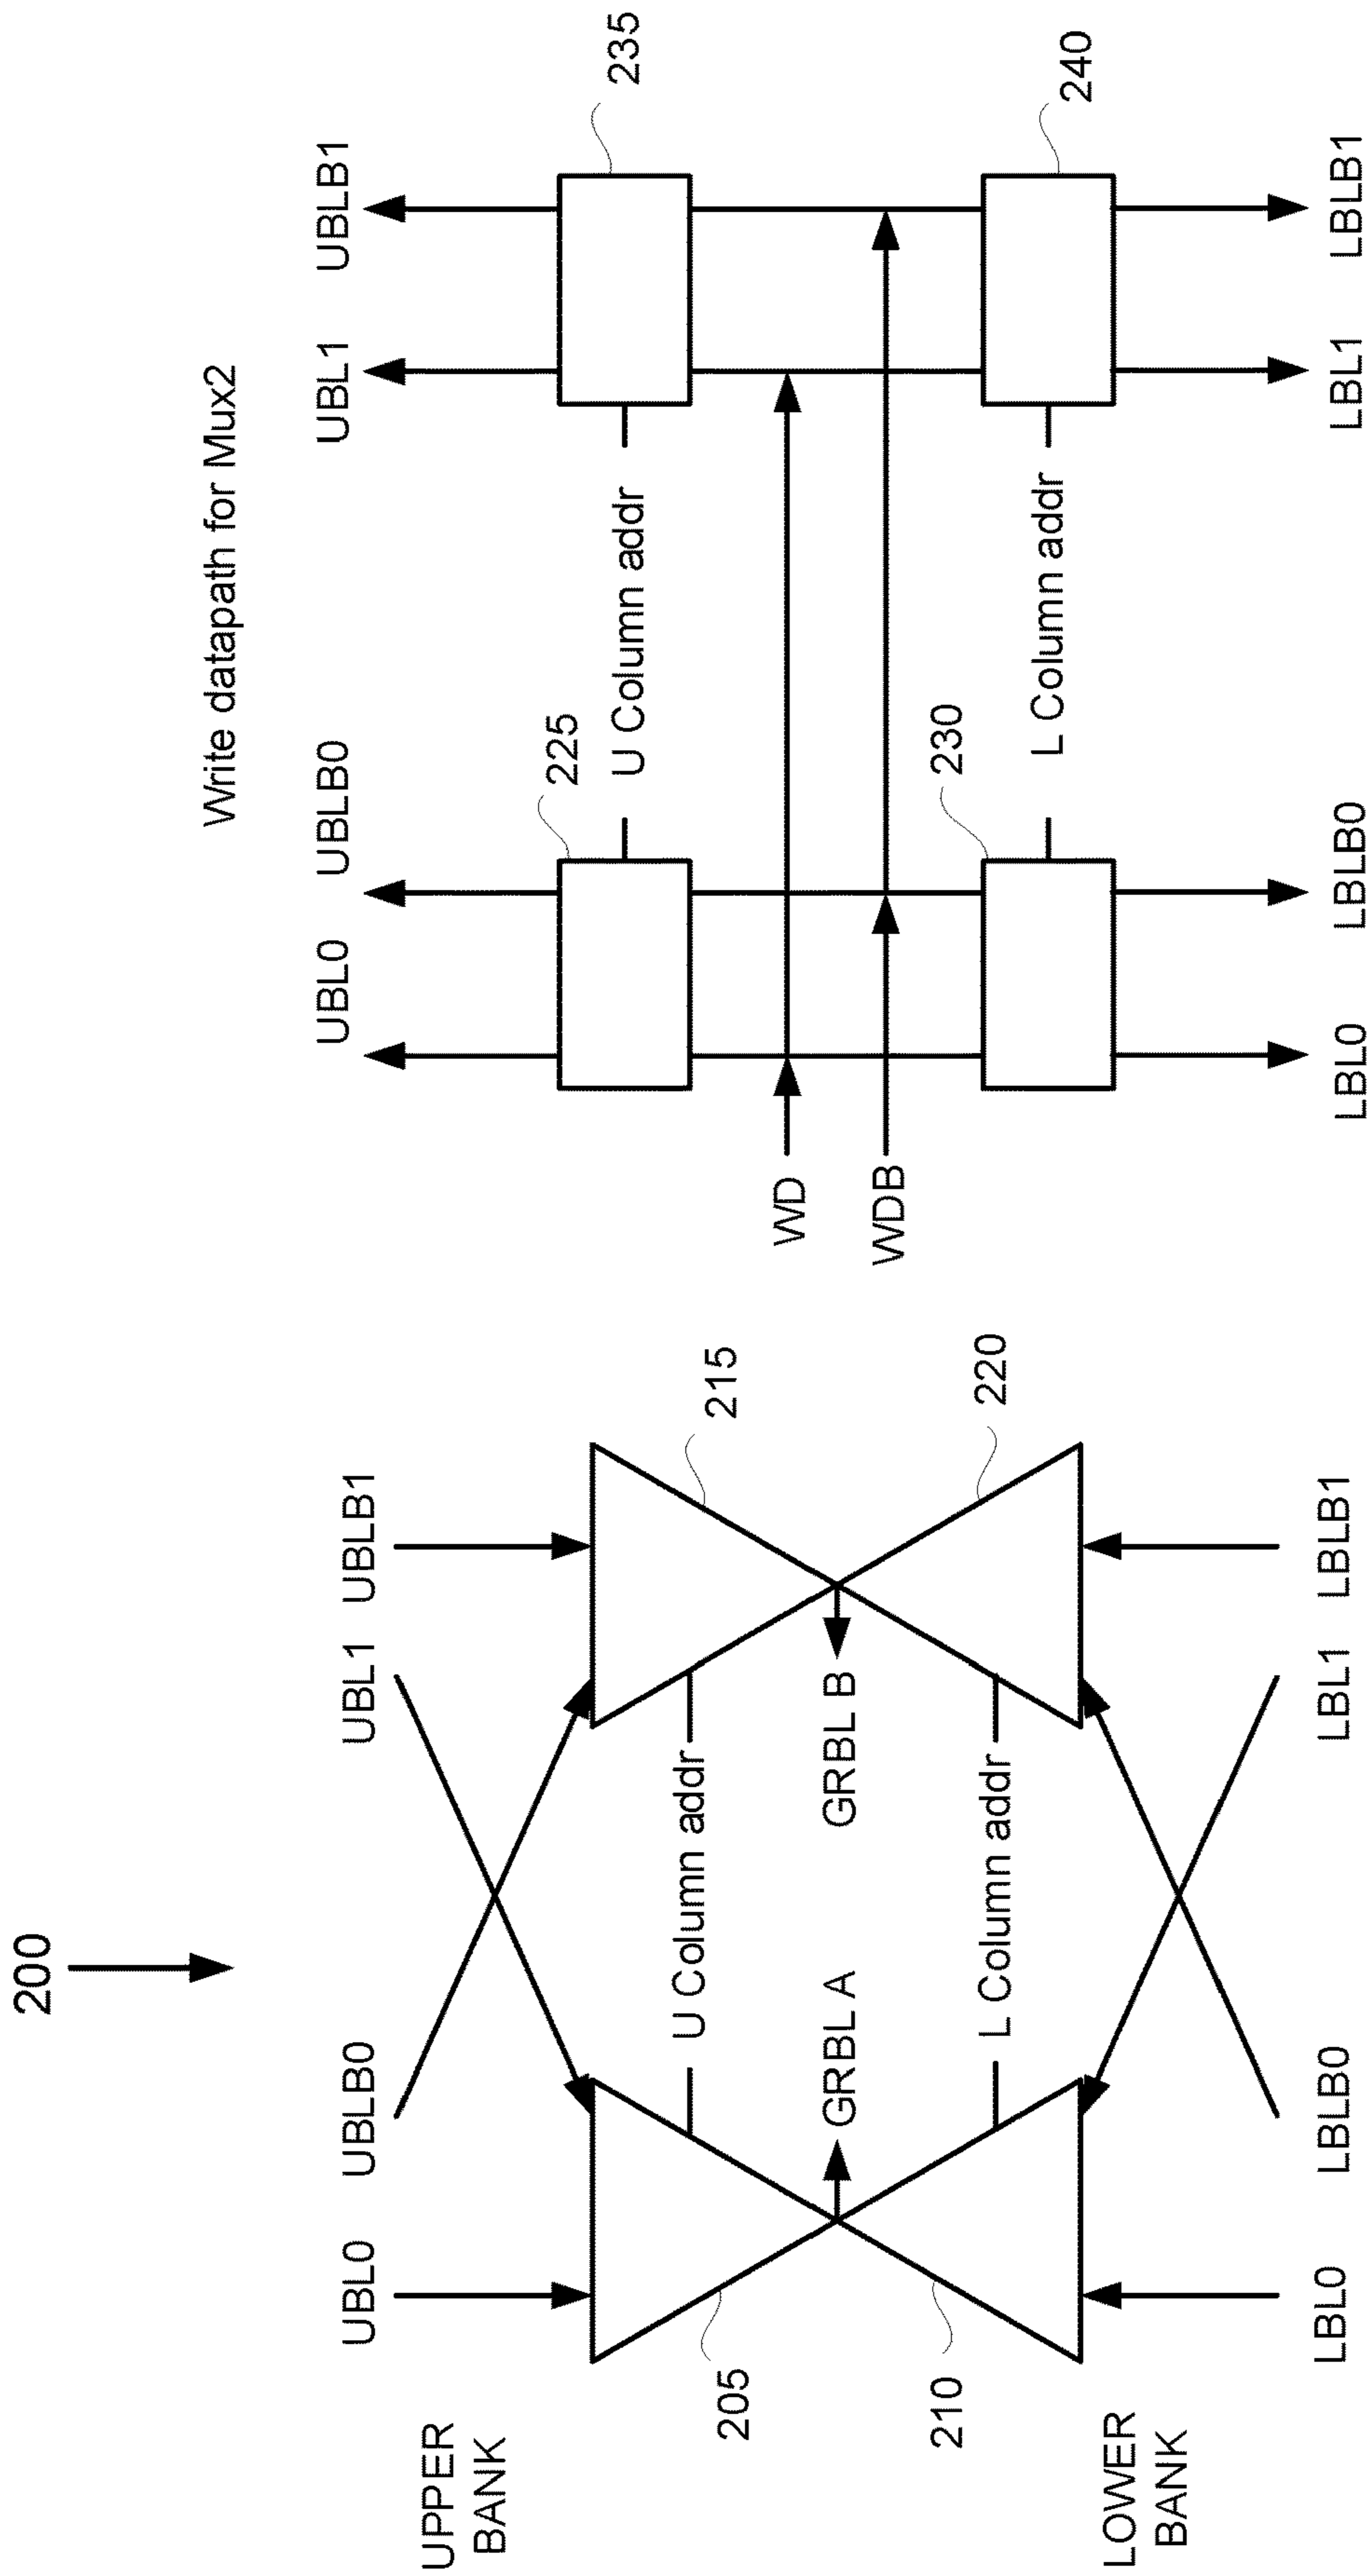 200
Write datapath for Mux2
UPPER
BANK
UBL0
UBLB0
UBL1
UBLB1
205
215
U Column addr
GRBL A
GRBL B
L Column addr
210
220
LOWER
BANK
LBL0
LBLB0
LBL1
LBLB1
UBL0
UBLB0
UBL1
UBLB1
225
235
U Column addr
WD
WDB
230
240
L Column addr
LBL0
LBLB0
LBL1
LBLB1